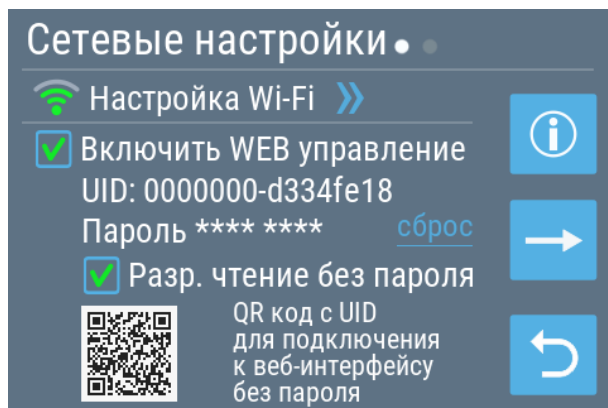 Сетевые настройки
Настройка Wi-Fi
Включить WEB управление
UID: 0000000-d334fe18
Пароль **** **** сброс
Разр. чтение без пароля
QR код с UID
для подключения
к веб-интерфейсу
без пароля